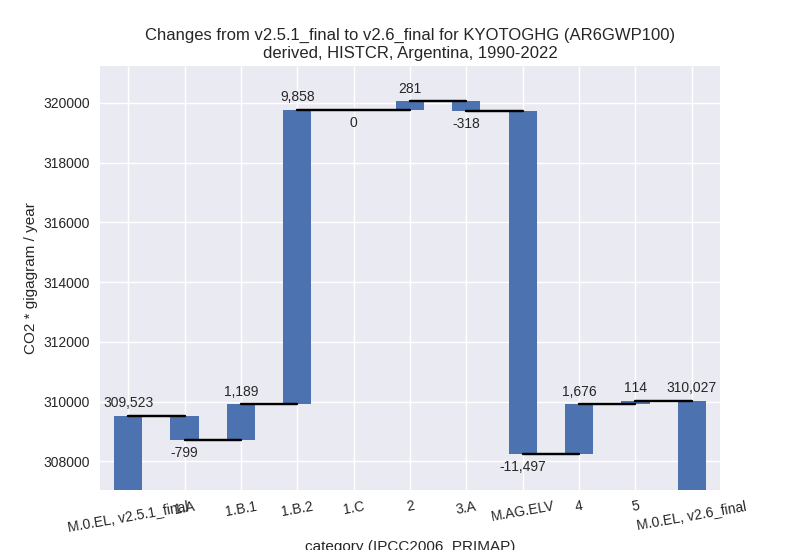 Changes from v2.5.1_final to v2.6_final for KYOTOGHG (AR6GWP100)
derived, HISTCR, Argentina, 1990-2022
CO2 * gigagram / year
320000
318000
316000
314000
312000
310000
308000
309,523
-799
1,189
9,858
0
281
-318
-11,497
1,676
114
310,027
M.0.EL, v2.5.1_final
1.A
1.B.1
1.B.2
1.C
2
3.A
M.AG.ELV
4
5
M.0.EL, v2.6_final
category (IPCC2006_PRIMAP)